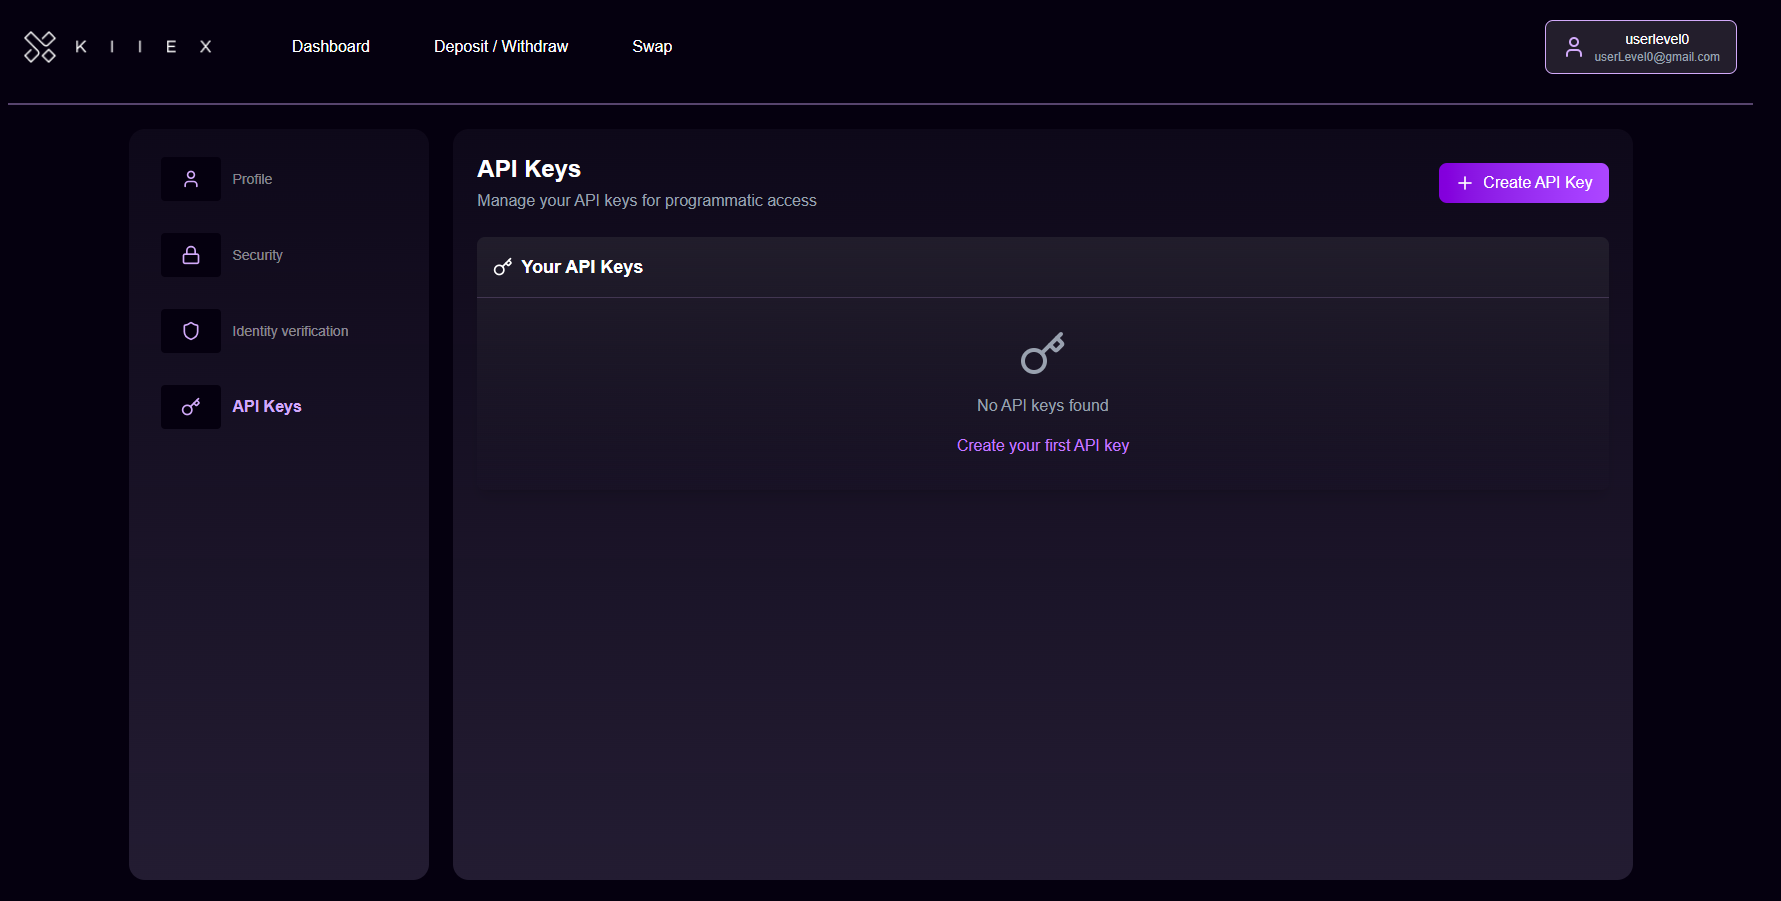 K I I E X
Dashboard
Deposit / Withdraw
Swap
userlevel0
userLevel0@gmail.com
Profile
Security
Identity verification
API Keys
API Keys
Manage your API keys for programmatic access
Create API Key
Your API Keys
No API keys found
Create your first API key